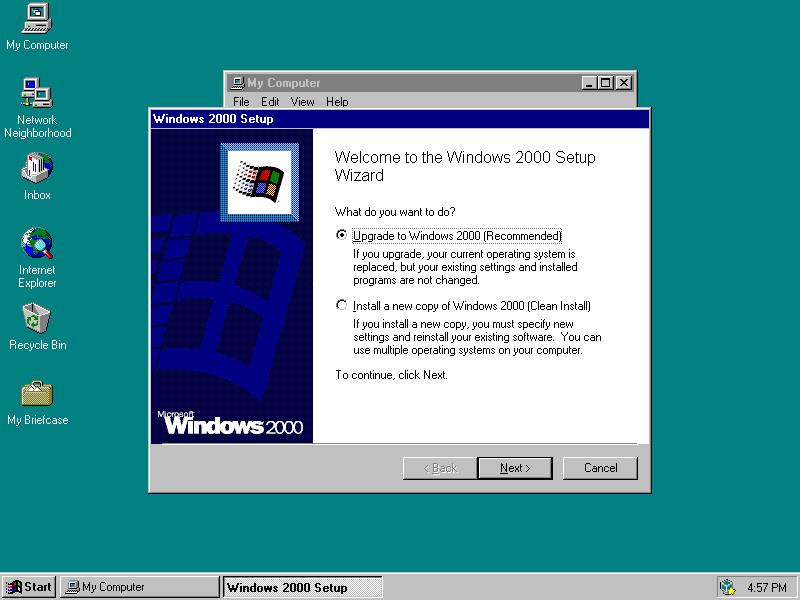 My Computer
Network
Neighborhood
Inbox
Internet
Explorer
Recycle Bin
My Briefcase
My Computer
File Edit View Help
Windows 2000 Setup
Welcome to the Windows 2000 Setup
Wizard
What do you want to do?
Upgrade to Windows 2000 (Recommended)
If you upgrade, your current operating system is
replaced, but your existing settings and installed
programs are not changed.
Install a new copy of Windows 2000 (Clean Install)
If you install a new copy, you must specify new
settings and reinstall your existing software. You can
use multiple operating systems on your computer.
To continue, click Next.
Microsoft
Windows 2000
< Back Next > Cancel
Start My Computer Windows 2000 Setup 4:57 PM